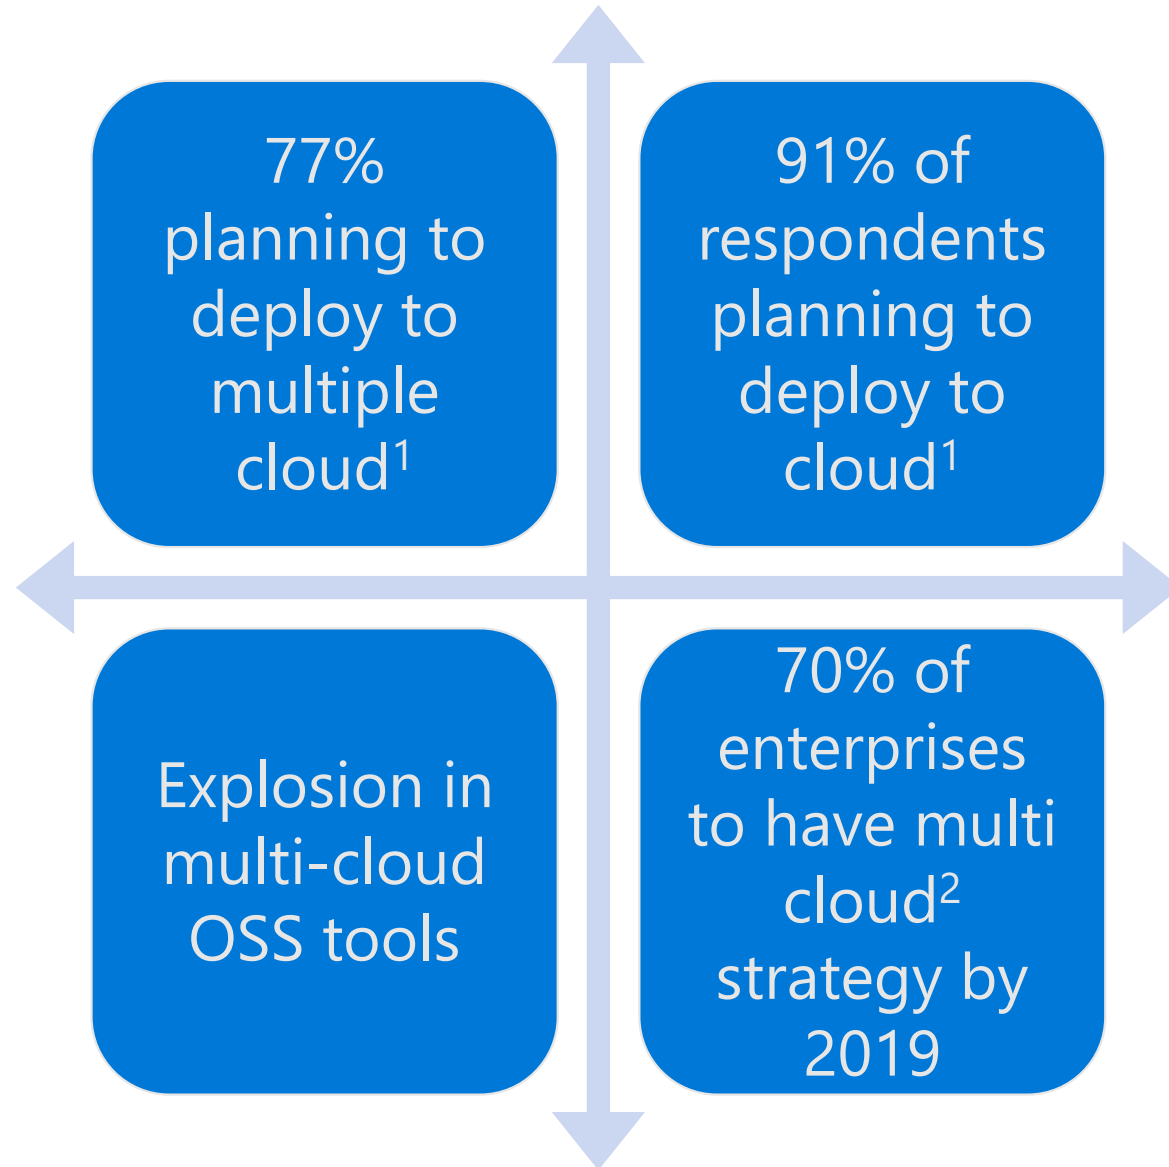 77%
planning to
deploy to
multiple
cloud¹
91% of
respondents
planning to
deploy to
cloud¹
Explosion in
multi-cloud
OSS tools
70% of
enterprises
to have multi
cloud²
strategy by
2019